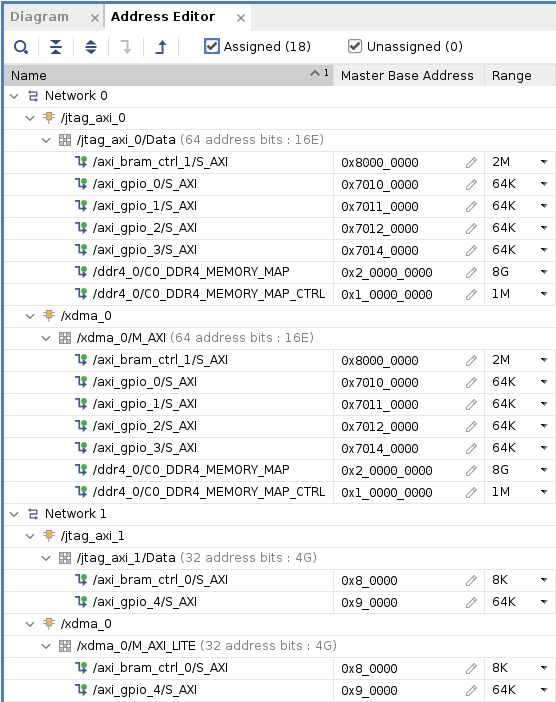 Diagram × Address Editor ×
Assigned (18) Unassigned (0)
Name 1 Master Base Address Range
Network 0
/jtag_axi_0
/jtag_axi_0/Data (64 address bits : 16E)
/axi_bram_ctrl_1/S_AXI 0x8000_0000 2M
/axi_gpio_0/S_AXI 0x7010_0000 64K
/axi_gpio_1/S_AXI 0x7011_0000 64K
/axi_gpio_2/S_AXI 0x7012_0000 64K
/axi_gpio_3/S_AXI 0x7014_0000 64K
/ddr4_0/C0_DDR4_MEMORY_MAP 0x2_0000_0000 8G
/ddr4_0/C0_DDR4_MEMORY_MAP_CTRL 0x1_0000_0000 1M
/xdma_0
/xdma_0/M_AXI (64 address bits : 16E)
/axi_bram_ctrl_1/S_AXI 0x8000_0000 2M
/axi_gpio_0/S_AXI 0x7010_0000 64K
/axi_gpio_1/S_AXI 0x7011_0000 64K
/axi_gpio_2/S_AXI 0x7012_0000 64K
/axi_gpio_3/S_AXI 0x7014_0000 64K
/ddr4_0/C0_DDR4_MEMORY_MAP 0x2_0000_0000 8G
/ddr4_0/C0_DDR4_MEMORY_MAP_CTRL 0x1_0000_0000 1M
Network 1
/jtag_axi_1
/jtag_axi_1/Data (32 address bits : 4G)
/axi_bram_ctrl_0/S_AXI 0x8_0000 8K
/axi_gpio_4/S_AXI 0x9_0000 64K
/xdma_0
/xdma_0/M_AXI_LITE (32 address bits : 4G)
/axi_bram_ctrl_0/S_AXI 0x8_0000 8K
/axi_gpio_4/S_AXI 0x9_0000 64K